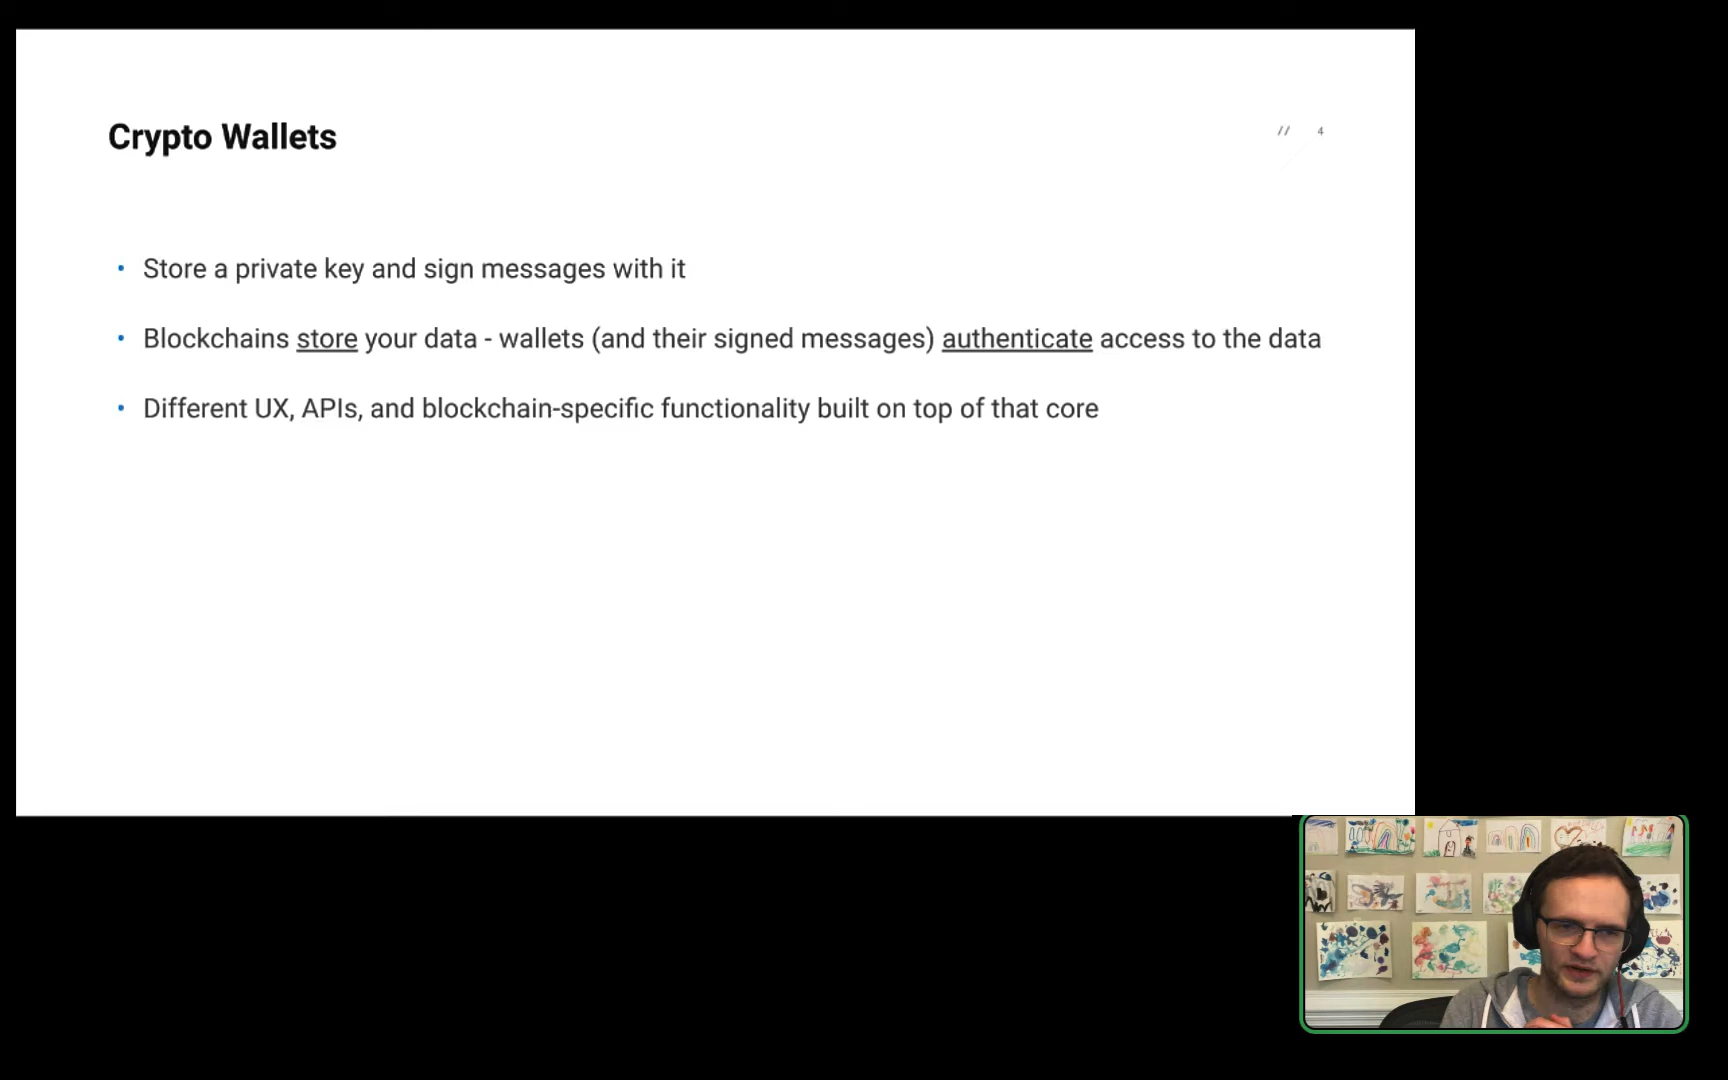 Crypto Wallets
// 4
• Store a private key and sign messages with it
• Blockchains store your data - wallets (and their signed messages) authenticate access to the data
• Different UX, APIs, and blockchain-specific functionality built on top of that core